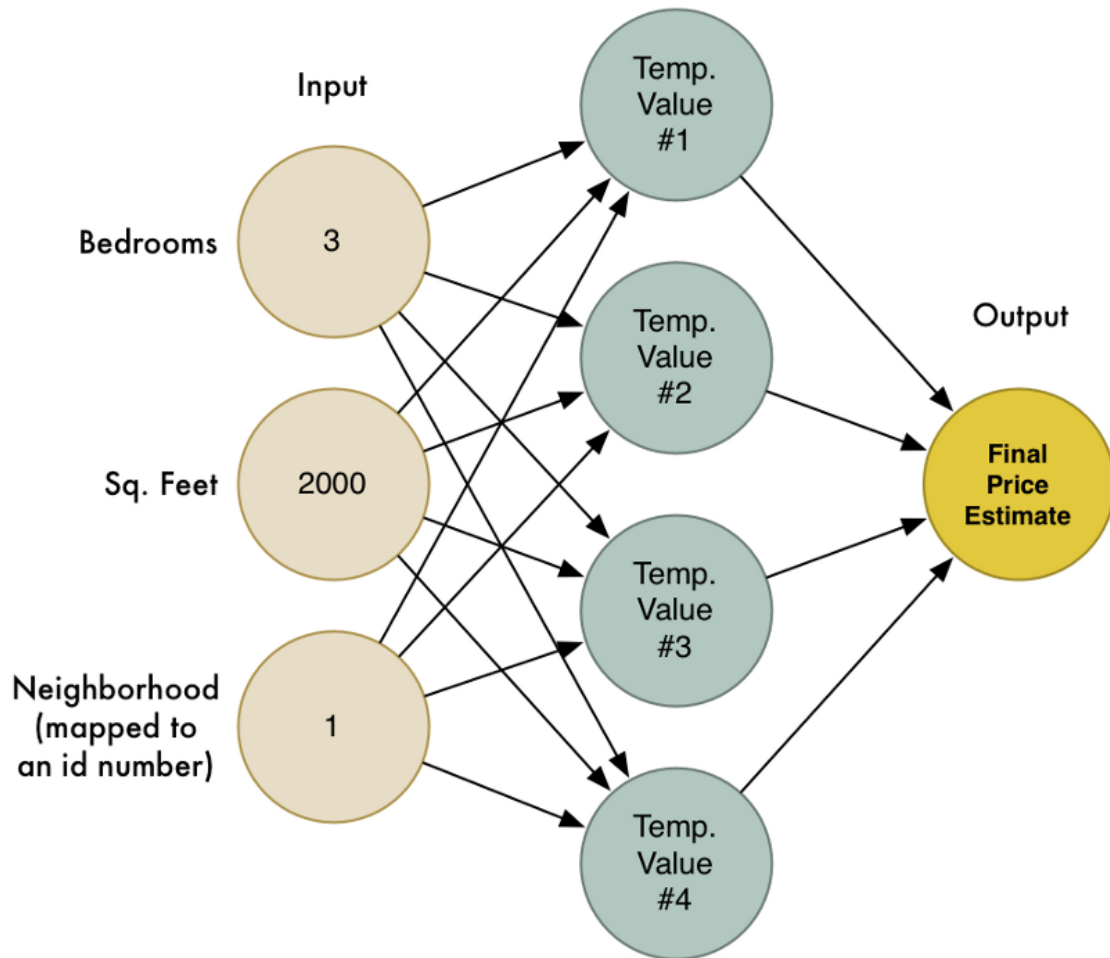 Input
Bedrooms
3
Sq. Feet
2000
Neighborhood
(mapped to
an id number)
1
Temp.
Value
#1
Temp.
Value
#2
Temp.
Value
#3
Temp.
Value
#4
Output
Final
Price
Estimate